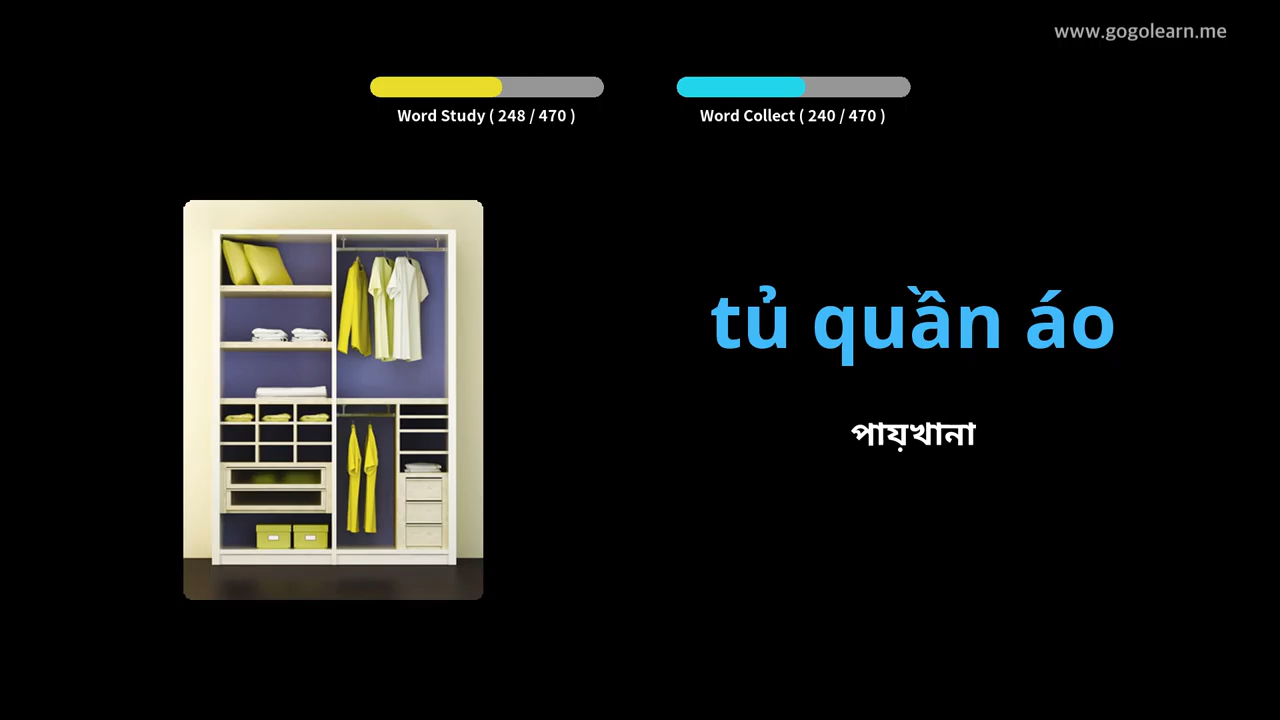 www.gogolearn.me
Word Study ( 248 / 470 )
Word Collect ( 240 / 470 )
tủ quần áo
পায়খানা